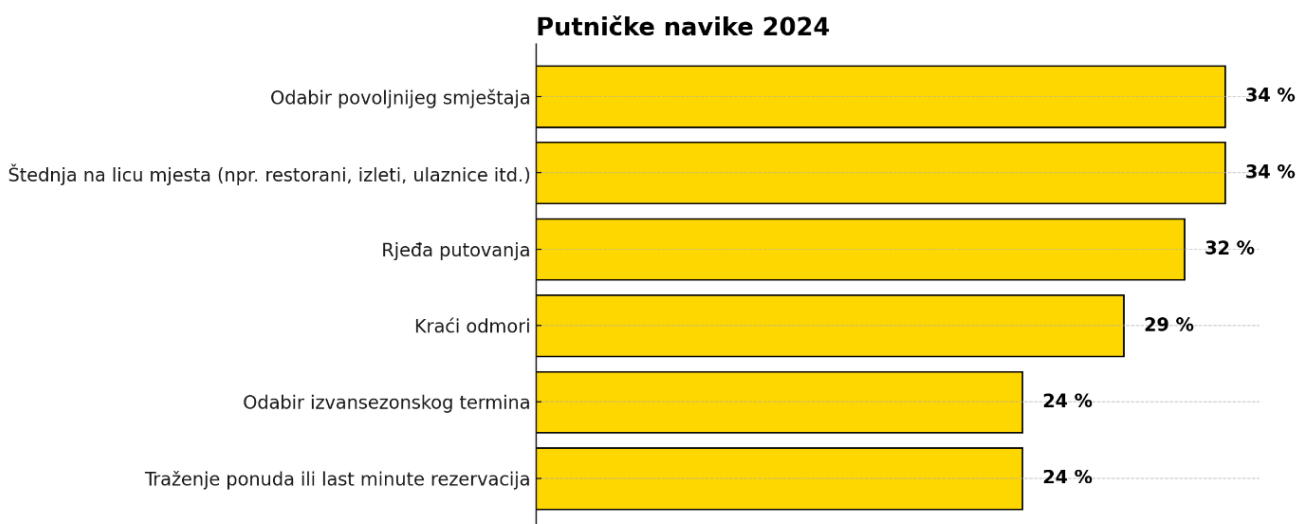 Putničke navike 2024
Odabir povoljnijeg smještaja 34 %
Štednja na licu mjesta (npr. restorani, izleti, ulaznice itd.) 34 %
Rjeđa putovanja 32 %
Kraći odmori 29 %
Odabir izvansezonskog termina 24 %
Traženje ponuda ili last minute rezervacija 24 %